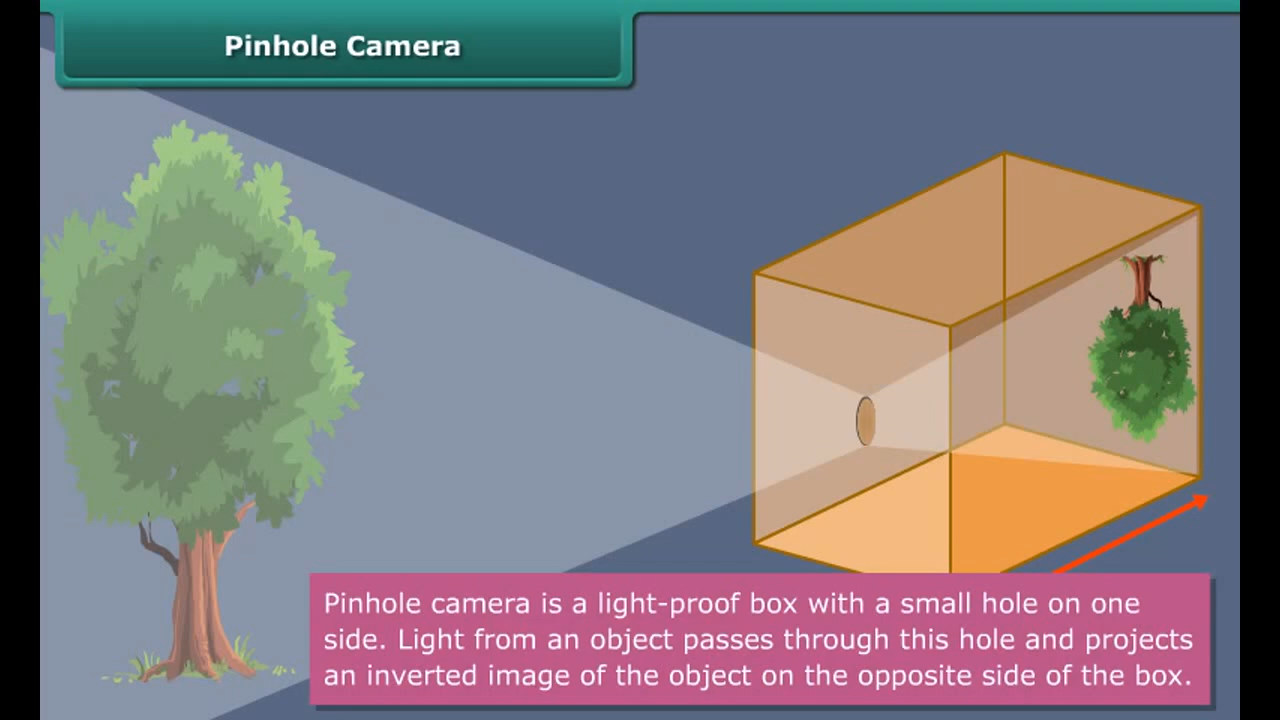 Pinhole Camera
Pinhole camera is a light-proof box with a small hole on one
side. Light from an object passes through this hole and projects
an inverted image of the object on the opposite side of the box.